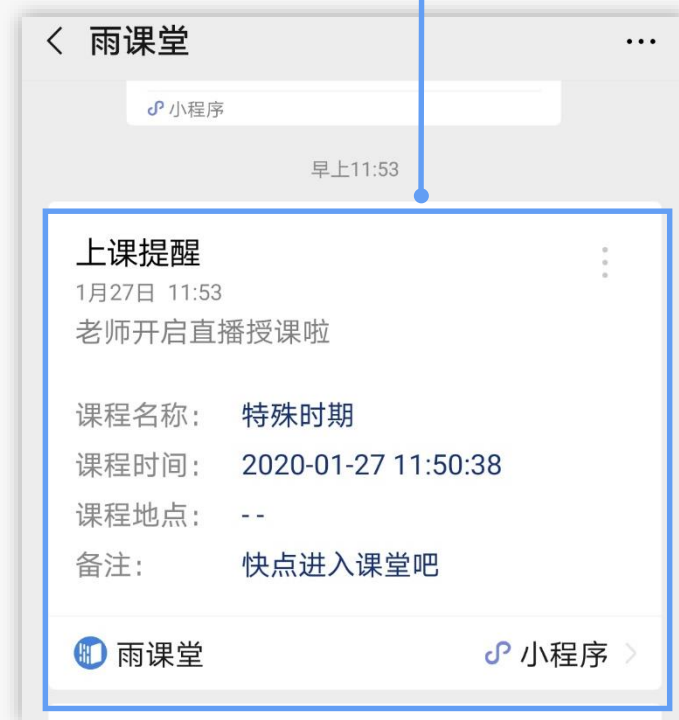 雨课堂
小程序
早上11:53
上课提醒
1月27日 11:53
老师开启直播授课啦
课程名称: 特殊时期
课程时间: 2020-01-27 11:50:38
课程地点: - -
备注: 快点进入课堂吧
雨课堂 小程序